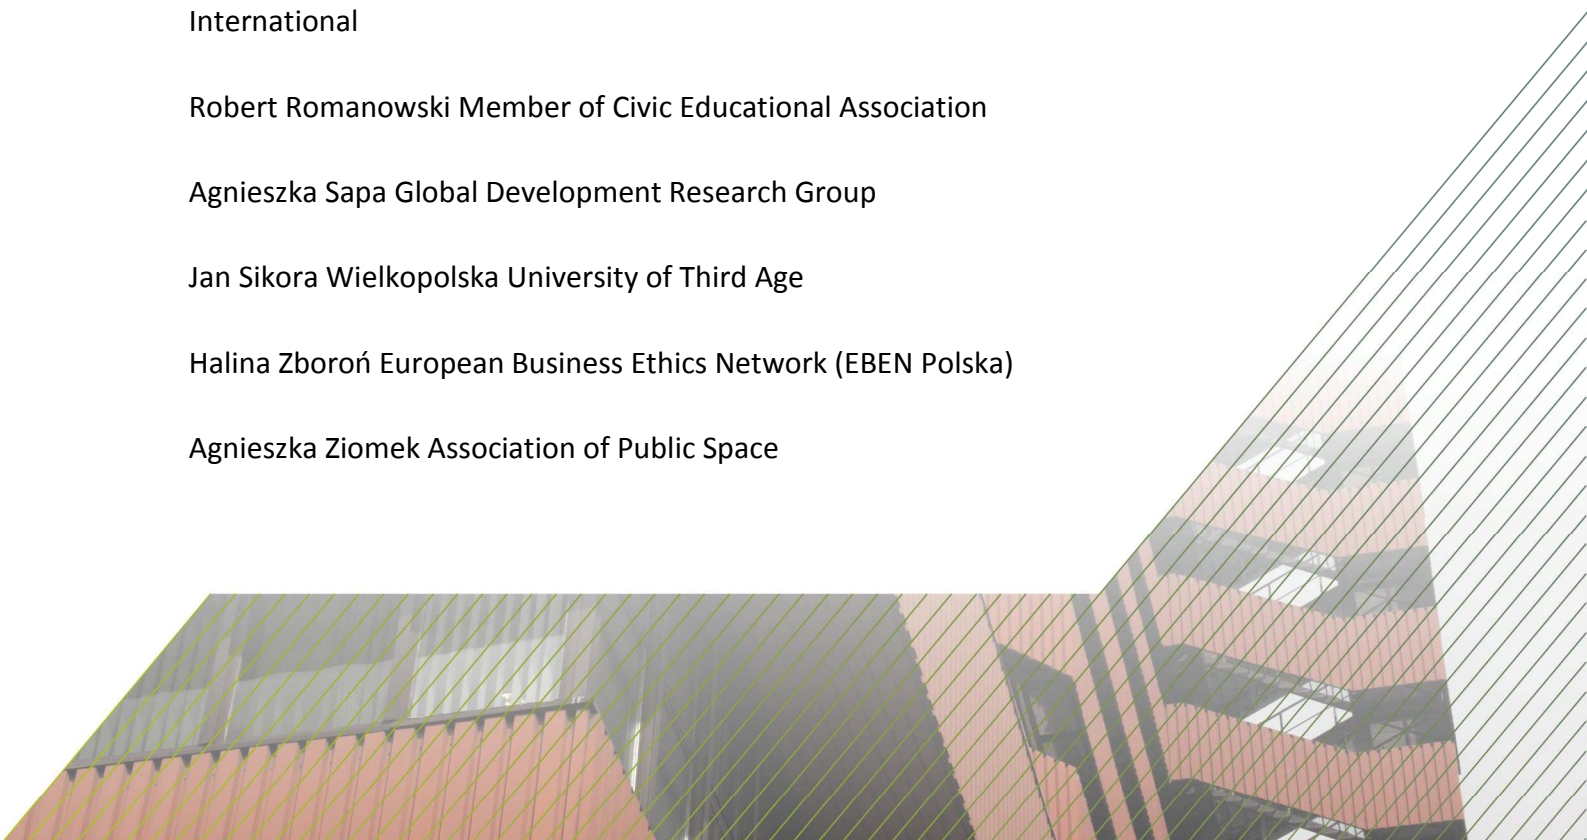 International
Robert Romanowski Member of Civic Educational Association
Agnieszka Sapa Global Development Research Group
Jan Sikora Wielkopolska University of Third Age
Halina Zboroń European Business Ethics Network (EBEN Polska)
Agnieszka Ziomek Association of Public Space